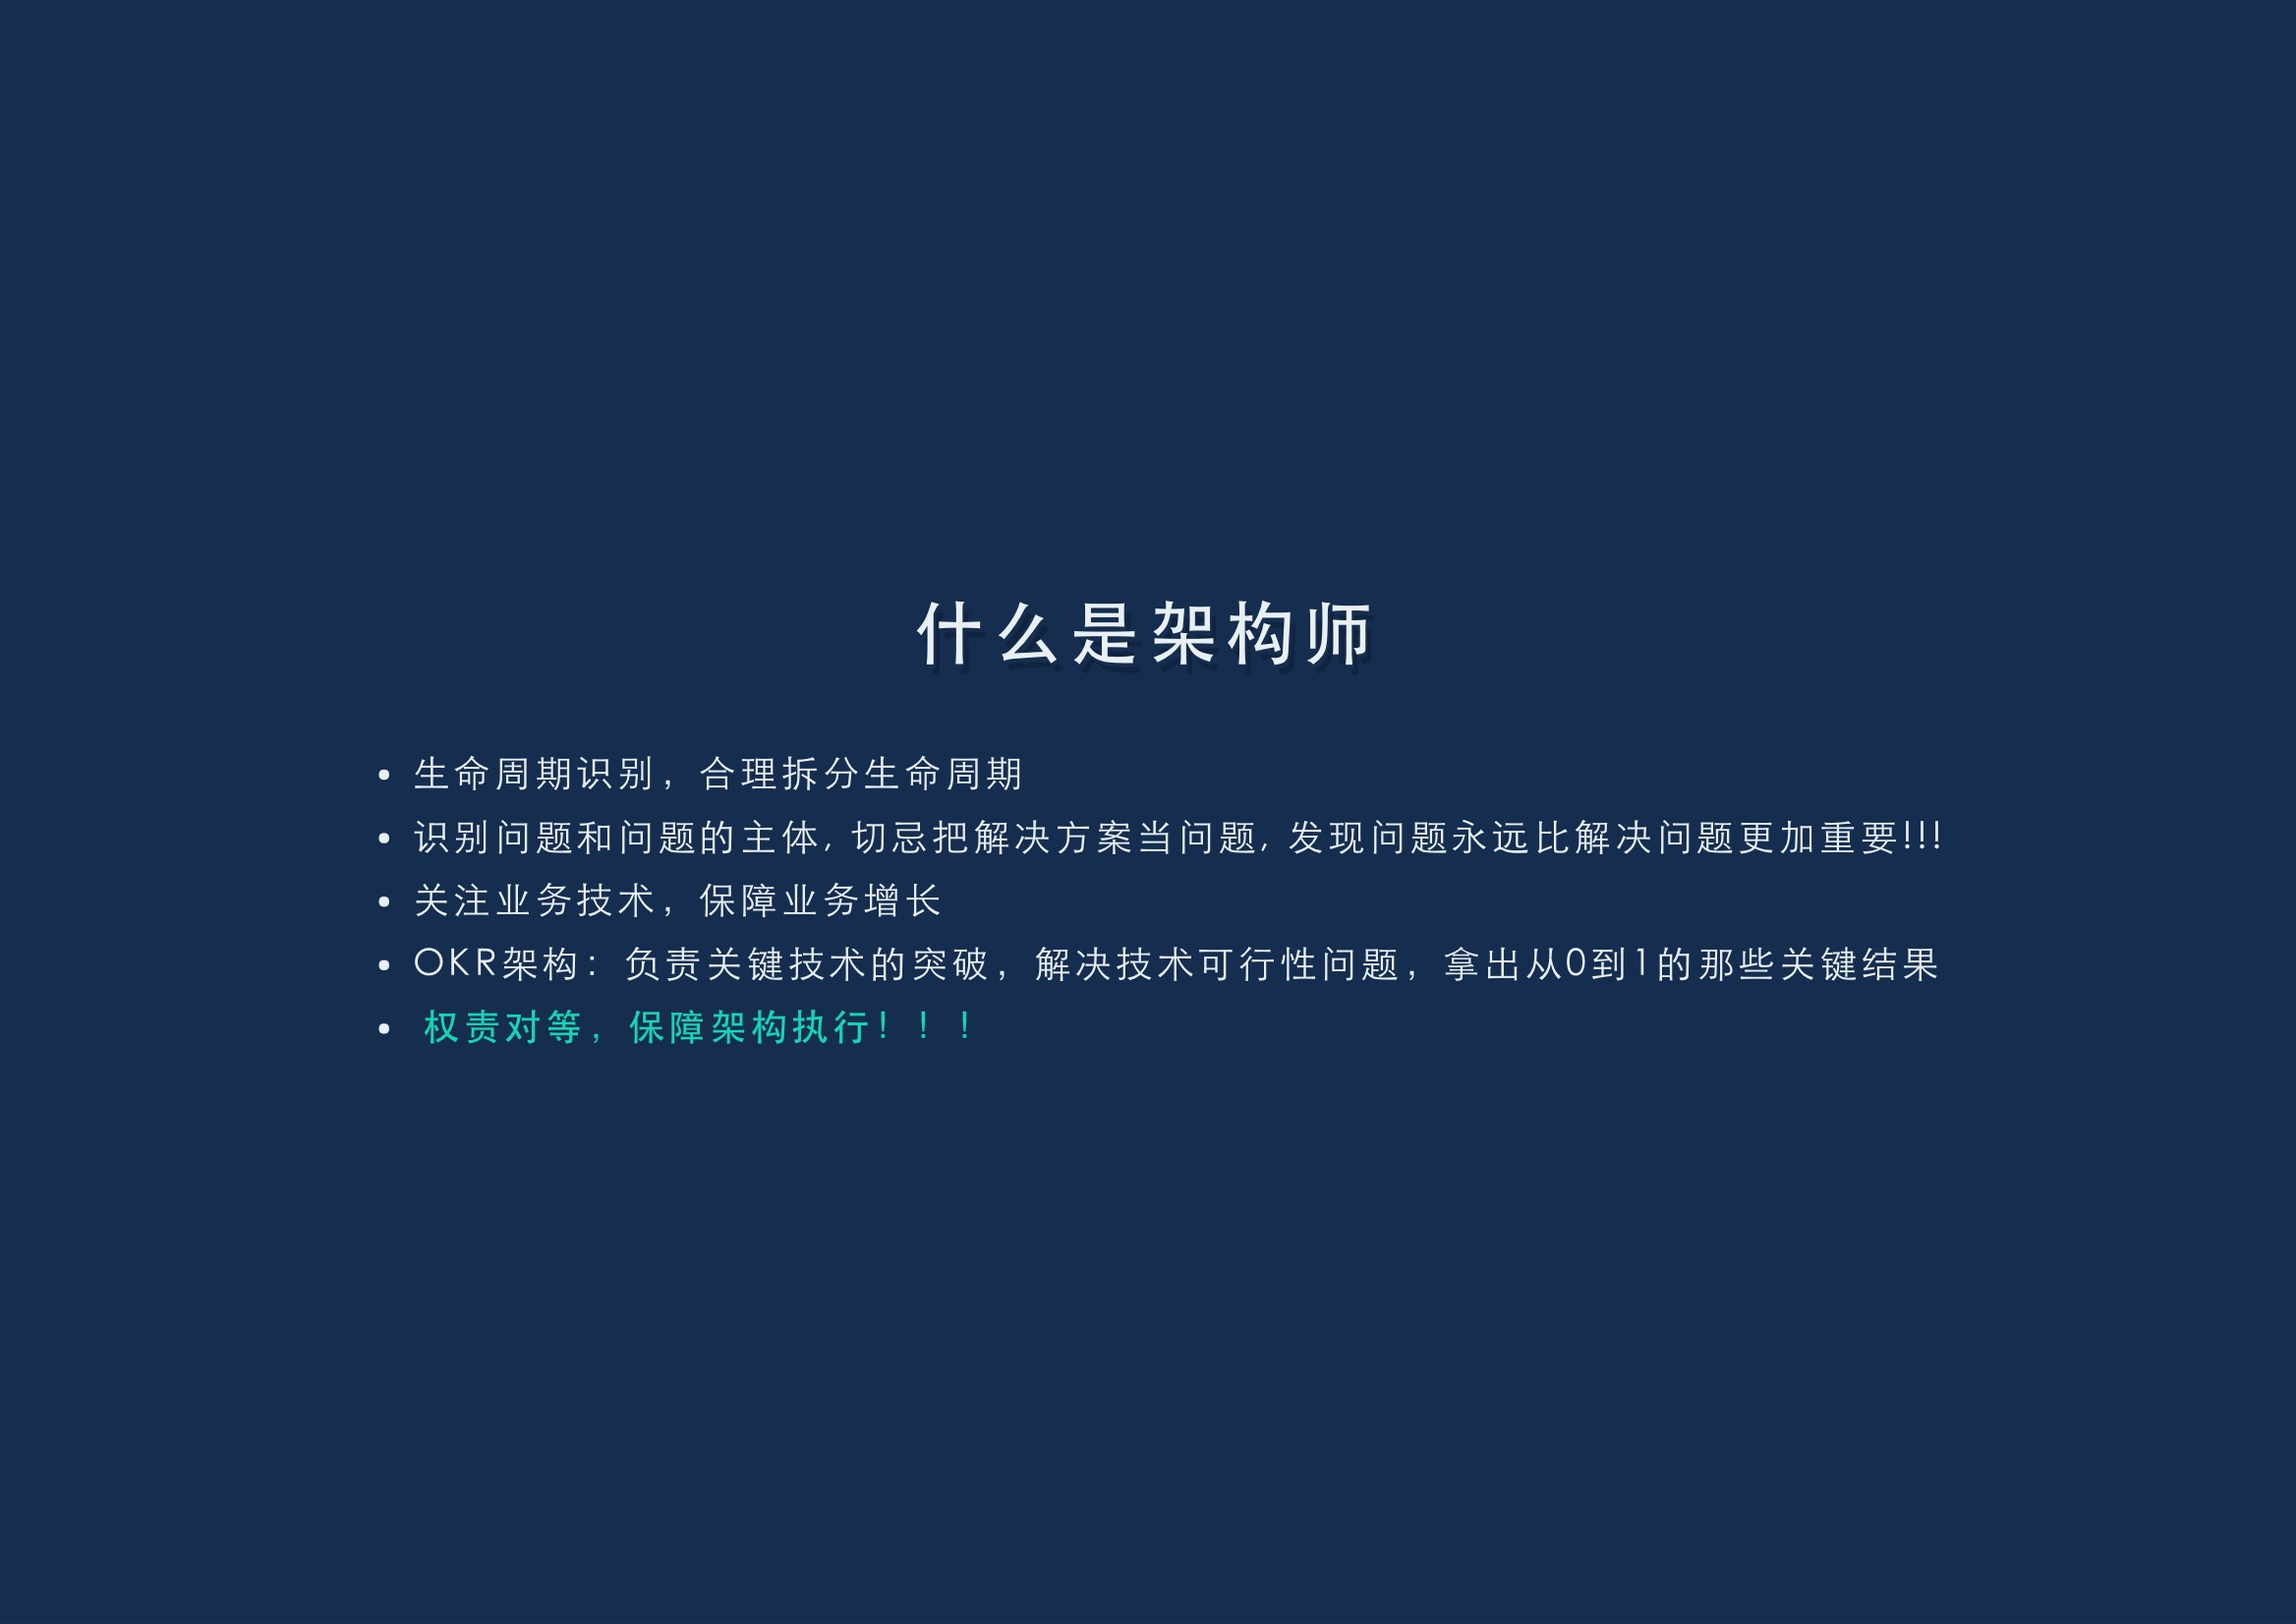 什么是架构师
• 生命周期识别，合理拆分生命周期
• 识别问题和问题的主体, 切忌把解决方案当问题, 发现问题永远比解决问题更加重要!!!
• 关注业务技术，保障业务增长
• OKR架构：负责关键技术的突破，解决技术可行性问题，拿出从0到1的那些关键结果
• 权责对等，保障架构执行！！！